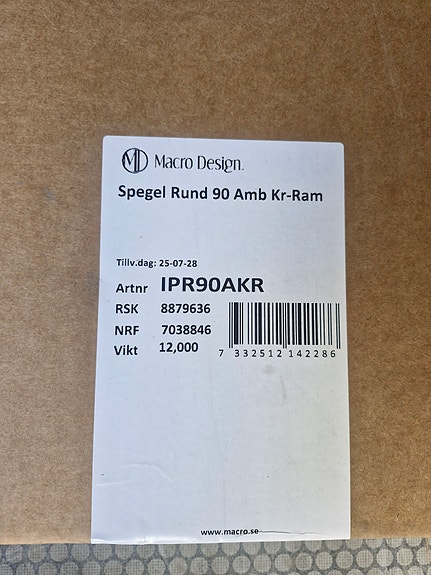 MD Macro Design.
Spegel Rund 90 Amb Kr-Ram
Tillv.dag: 25-07-28
Artnr IPR90AKR
RSK 8879636
NRF 7038846
Vikt 12,000
7 332512 142286
www.macro.se